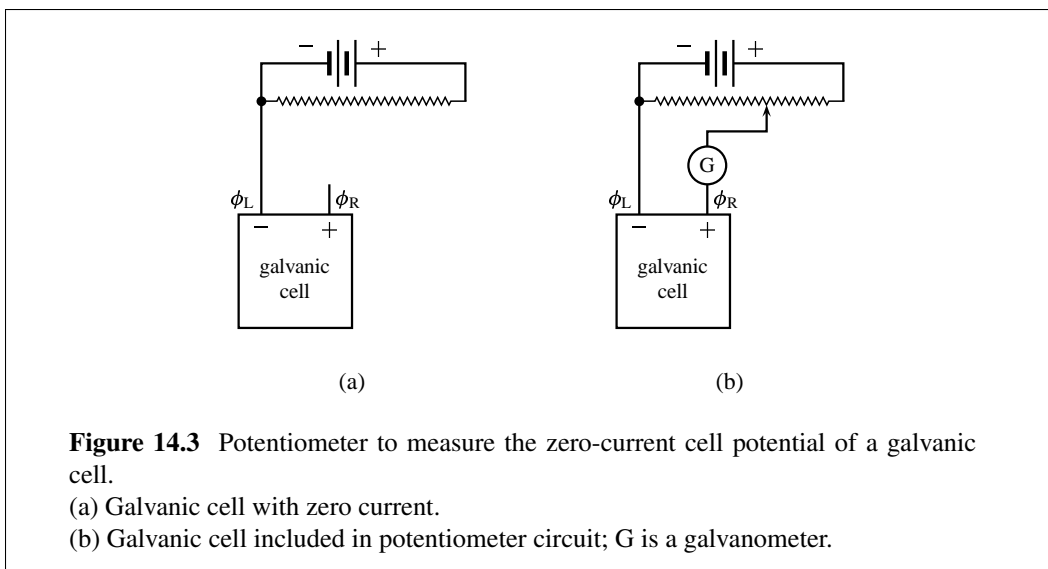 − +
ϕL ϕR
− +
galvanic
cell
(a)
− +
G
ϕL ϕR
− +
galvanic
cell
(b)
Figure 14.3 Potentiometer to measure the zero-current cell potential of a galvanic
cell.
(a) Galvanic cell with zero current.
(b) Galvanic cell included in potentiometer circuit; G is a galvanometer.